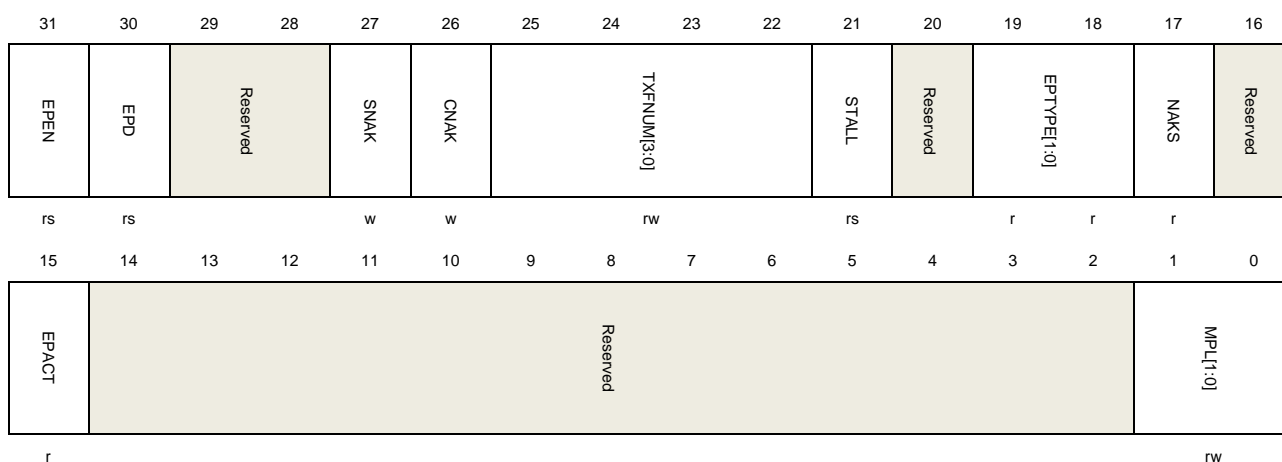 31 30 29 28 27 26 25 24 23 22 21 20 19 18 17 16
EPEN EPD Reserved SNAK CNAK TXFNUM[3:0] STALL Reserved EPTYPE[1:0] NAKS Reserved
rs rs w w rw rs r r r
15 14 13 12 11 10 9 8 7 6 5 4 3 2 1 0
EPACT Reserved MPL[1:0]
r rw